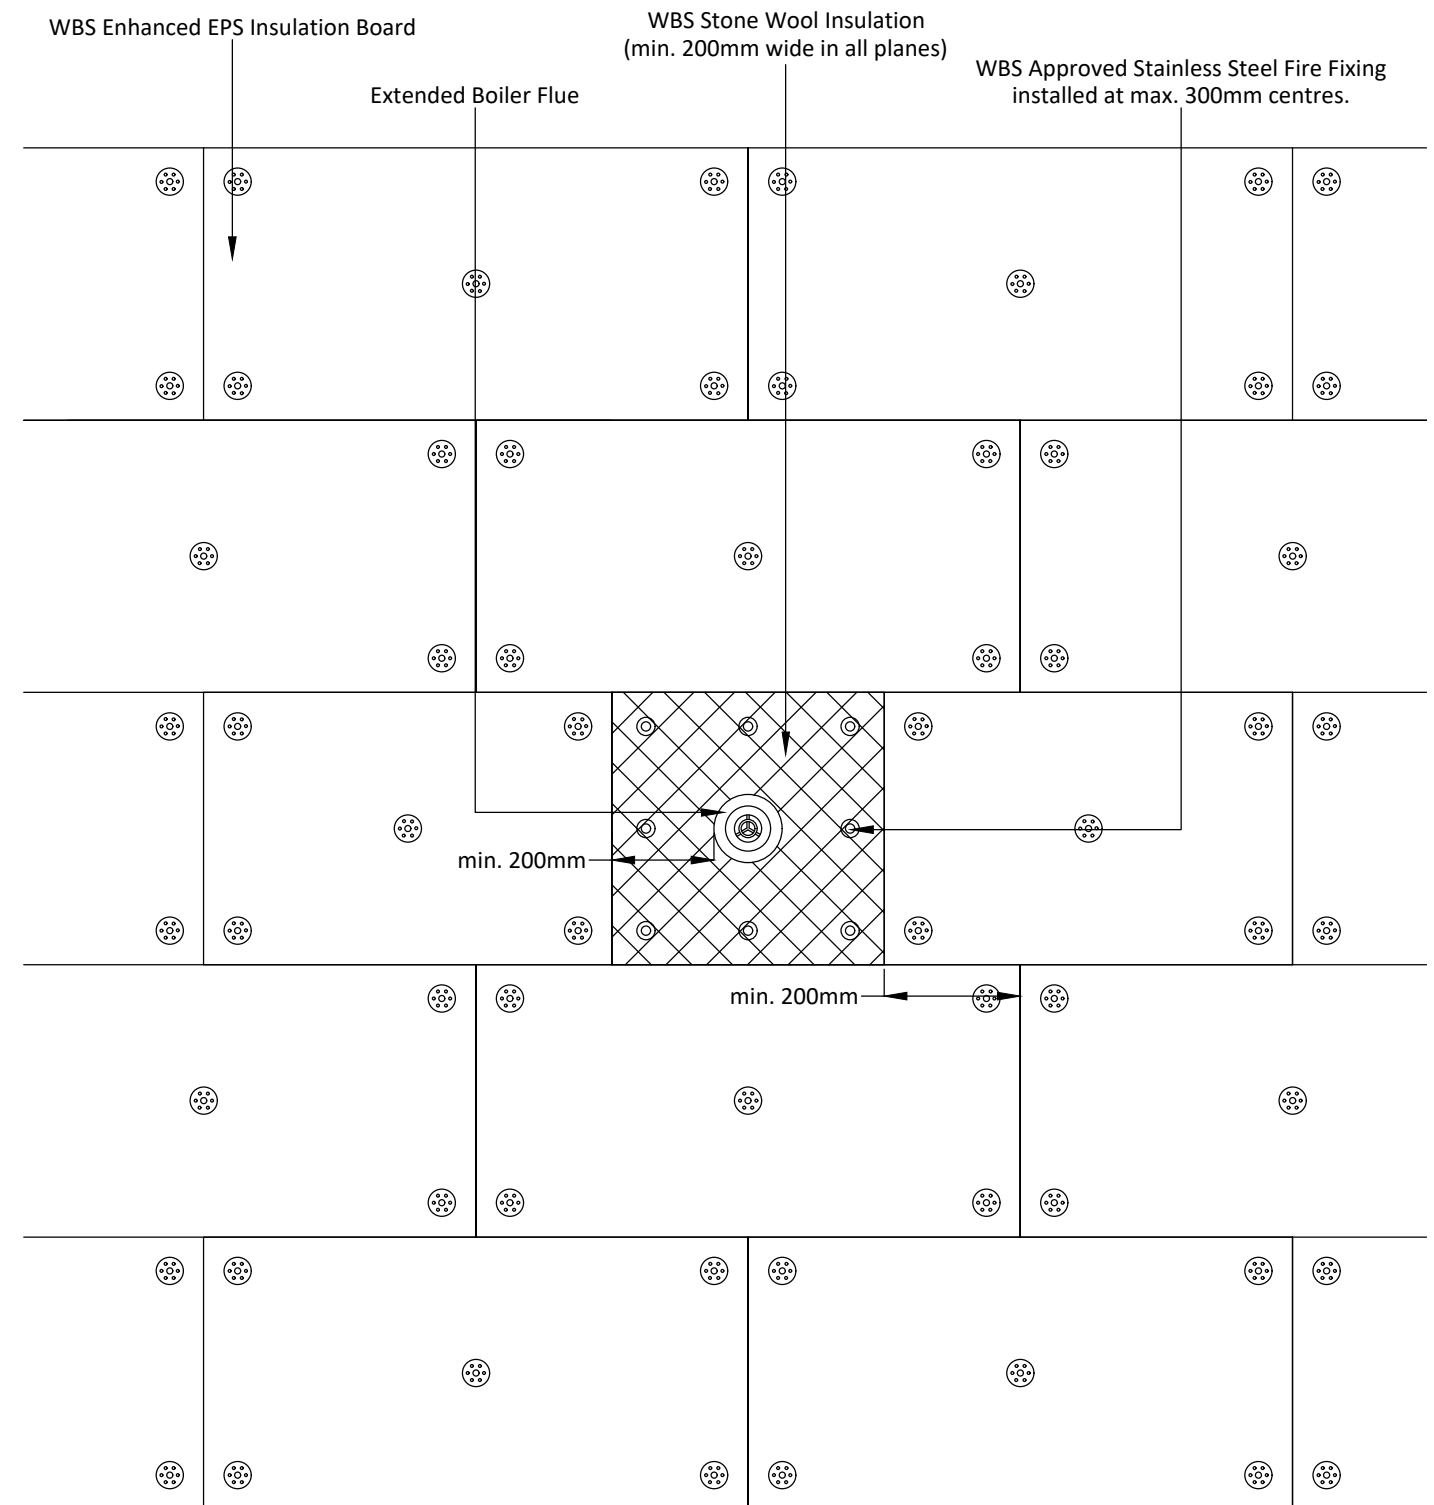 WBS Enhanced EPS Insulation Board
WBS Stone Wool Insulation
(min. 200mm wide in all planes)
Extended Boiler Flue
WBS Approved Stainless Steel Fire Fixing
installed at max. 300mm centres.
min. 200mm
min. 200mm